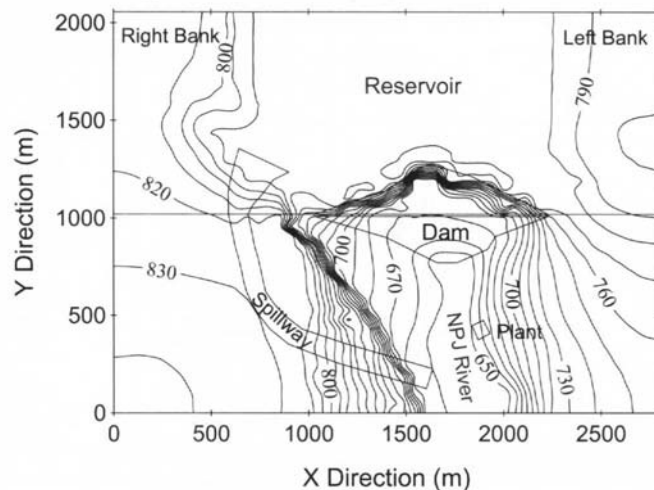 2000
1500
1000
500
0
Y Direction (m)
Right Bank
800
Left Bank
790
Reservoir
820
830
Dam
700
670
700
760
Spillway
NPJ River
Plant
650
730
800
0
500
1000
1500
2000
2500
X Direction (m)